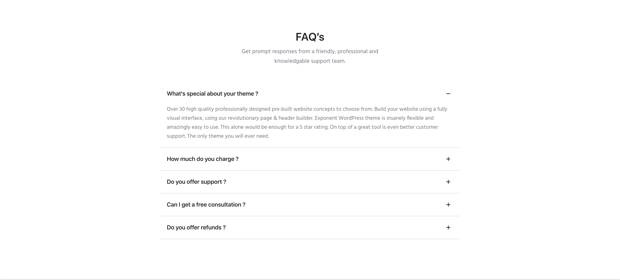 FAQ's
Get prompt responses from a friendly, professional and
knowledgable support team.
What's special about your theme ?
Over 30 high quality professionally designed pre-built website concepts to choose from. Build your website using a fully
visual interface, using our revolutionary page & header builder. Exponent WordPress theme is insanely flexible and
amazingly easy to use. This alone would be enough for a 5 star rating. On top of a great tool is even better customer
support. The only theme you will ever need.
How much do you charge ?
Do you offer support ?
Can I get a free consultation ?
Do you offer refunds ?